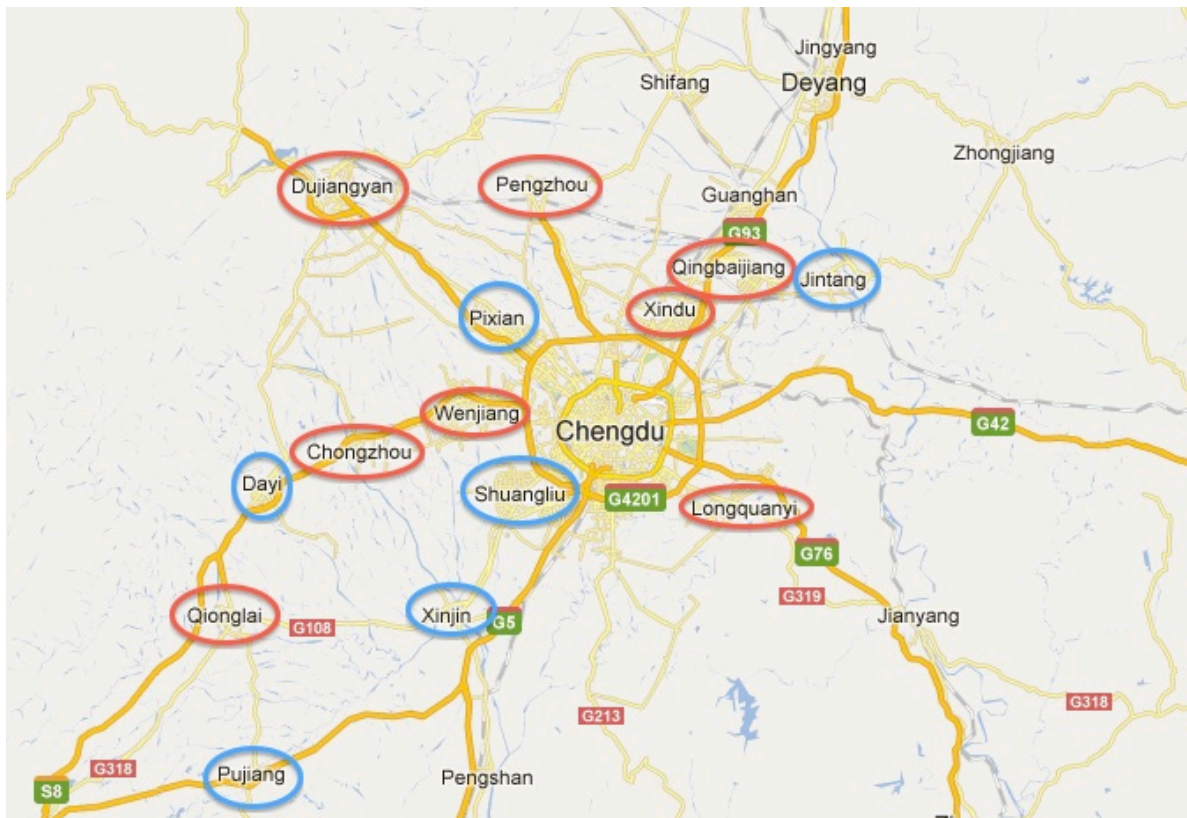 Jingyang
Deyang
Shifang
Zhongjiang
Dujiangyan
Pengzhou
Guanghan
G93
Qingbaijiang
Jintang
Xindu
Pixian
Wenjiang
Chengdu
G42
Chongzhou
Dayi
Shuangliu
G4201
Longquanyi
G76
G319
Qionglai
Xinjin
G5
Jianyang
G108
G213
G318
G318
Pujiang
Pengshan
S8